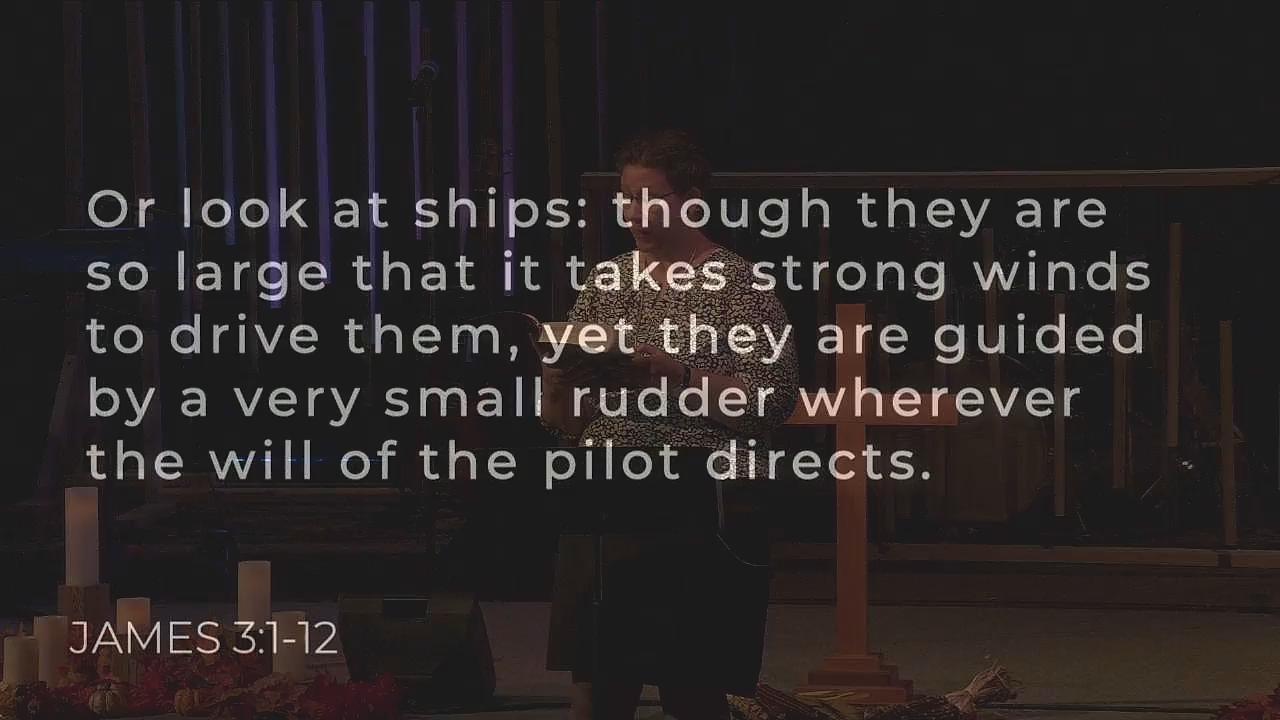 Or look at ships: though they are
so large that it takes strong winds
to drive them, yet they are guided
by a very small rudder wherever
the will of the pilot directs.
JAMES 3:1-12